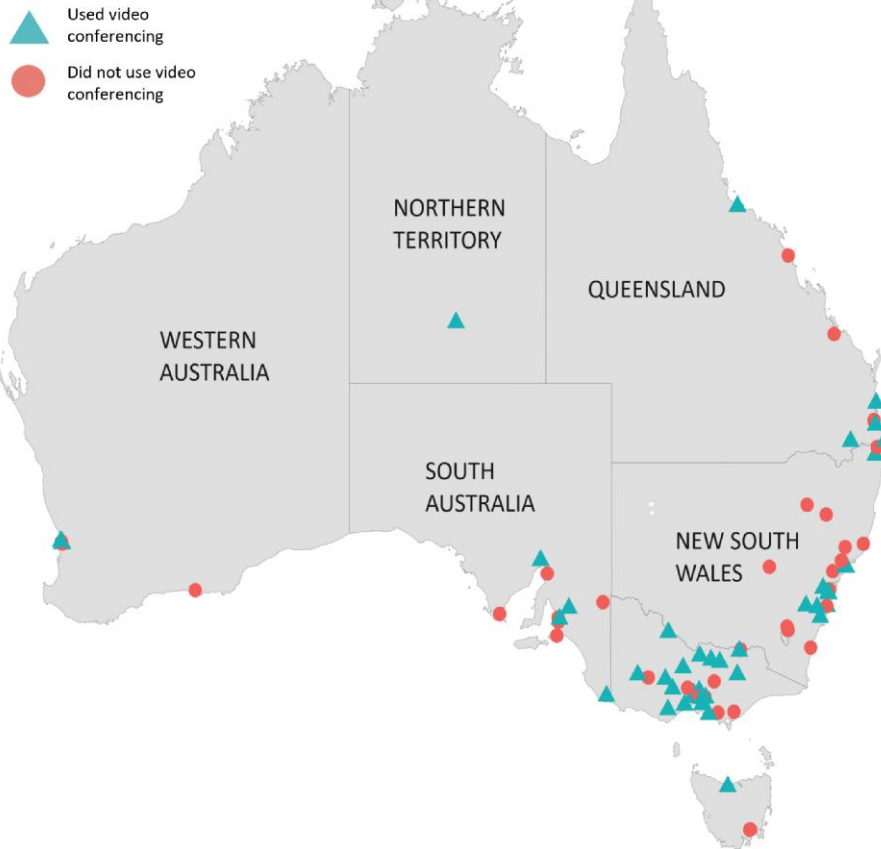 Used video
conferencing
Did not use video
conferencing
NORTHERN
TERRITORY
QUEENSLAND
WESTERN
AUSTRALIA
SOUTH
AUSTRALIA
NEW SOUTH
WALES